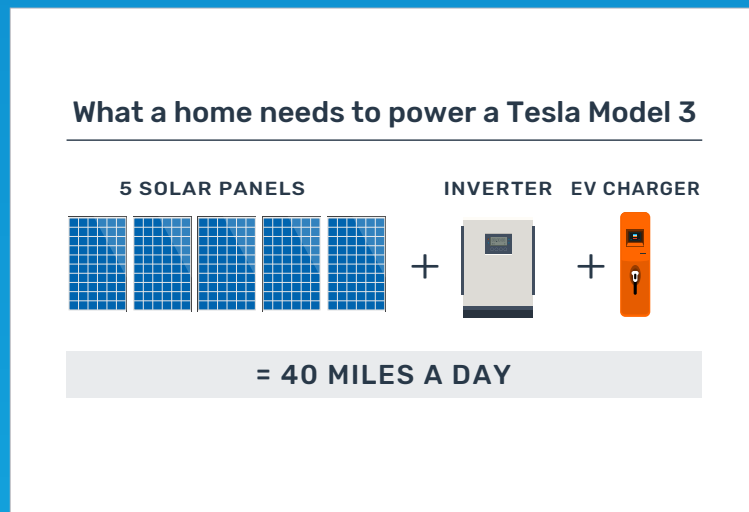 What a home needs to power a Tesla Model 3
5 SOLAR PANELS
INVERTER
EV CHARGER
= 40 MILES A DAY